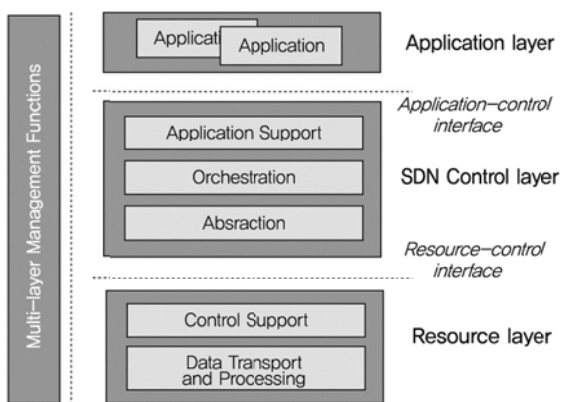 Multi-layer Management Functions
Applicati
Application
Application layer
Application-control
interface
Application Support
Orchestration
Absraction
SDN Control layer
Resource-control
interface
Control Support
Data Transport
and Processing
Resource layer